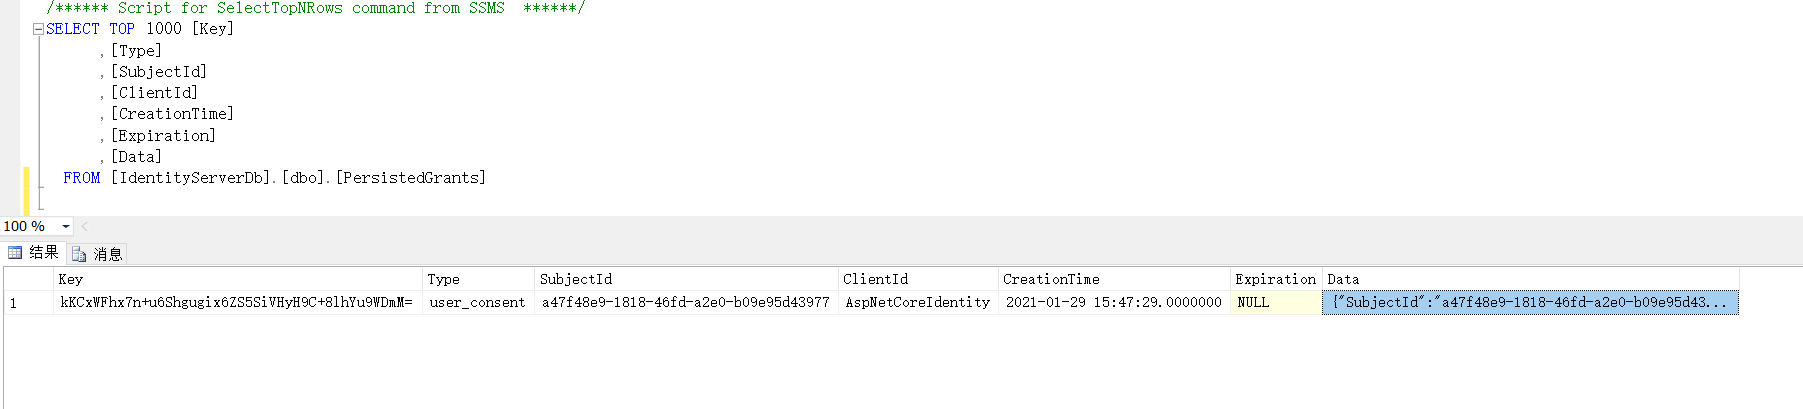 /****** Script for SelectTopNRows command from SSMS  ******/
SELECT TOP 1000 [Key]
      ,[Type]
      ,[SubjectId]
      ,[ClientId]
      ,[CreationTime]
      ,[Expiration]
      ,[Data]
  FROM [IdentityServerDb].[dbo].[PersistedGrants]
100 %
结果 消息
Key Type SubjectId ClientId CreationTime Expiration Data
1 kKCxWFhx7n+u6Shgugix6ZS5SiVHyH9C+8lhYu9WDmM= user_consent a47f48e9-1818-46fd-a2e0-b09e95d43977 AspNetCoreIdentity 2021-01-29 15:47:29.0000000 NULL {"SubjectId":"a47f48e9-1818-46fd-a2e0-b09e95d43...